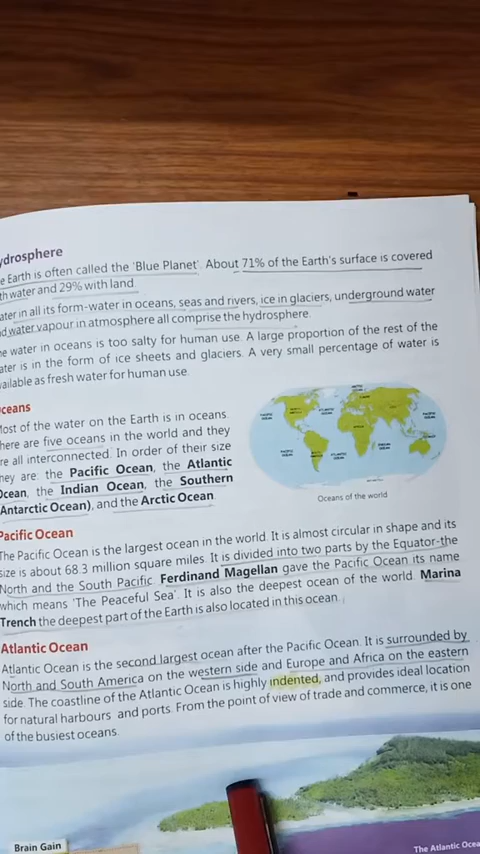 ydrosphere
e Earth is often called the 'Blue Planet'. About 71% of the Earth's surface is covered
th water and 29% with land.
ater in all its form-water in oceans, seas and rivers, ice in glaciers, underground water
d water vapour in atmosphere all comprise the hydrosphere.
e water in oceans is too salty for human use. A large proportion of the rest of the
ater is in the form of ice sheets and glaciers. A very small percentage of water is
vailable as fresh water for human use.
ceans
ost of the water on the Earth is in oceans.
here are five oceans in the world and they
re all interconnected. In order of their size
hey are: the Pacific Ocean, the Atlantic
Ocean, the Indian Ocean, the Southern
Antarctic Ocean), and the Arctic Ocean.
Oceans of the world
Pacific Ocean
The Pacific Ocean is the largest ocean in the world. It is almost circular in shape and its
size is about 68.3 million square miles. It is divided into two parts by the Equator-the
North and the South Pacific. Ferdinand Magellan gave the Pacific Ocean its name
which means 'The Peaceful Sea'. It is also the deepest ocean of the world. Marina
Trench the deepest part of the Earth is also located in this ocean.
Atlantic Ocean
Atlantic Ocean is the second largest ocean after the Pacific Ocean. It is surrounded by
North and South America on the western side and Europe and Africa on the eastern
side. The coastline of the Atlantic Ocean is highly indented, and provides ideal location
for natural harbours and ports. From the point of view of trade and commerce, it is one
of the busiest oceans.
Brain Gain
The Atlantic Ocea